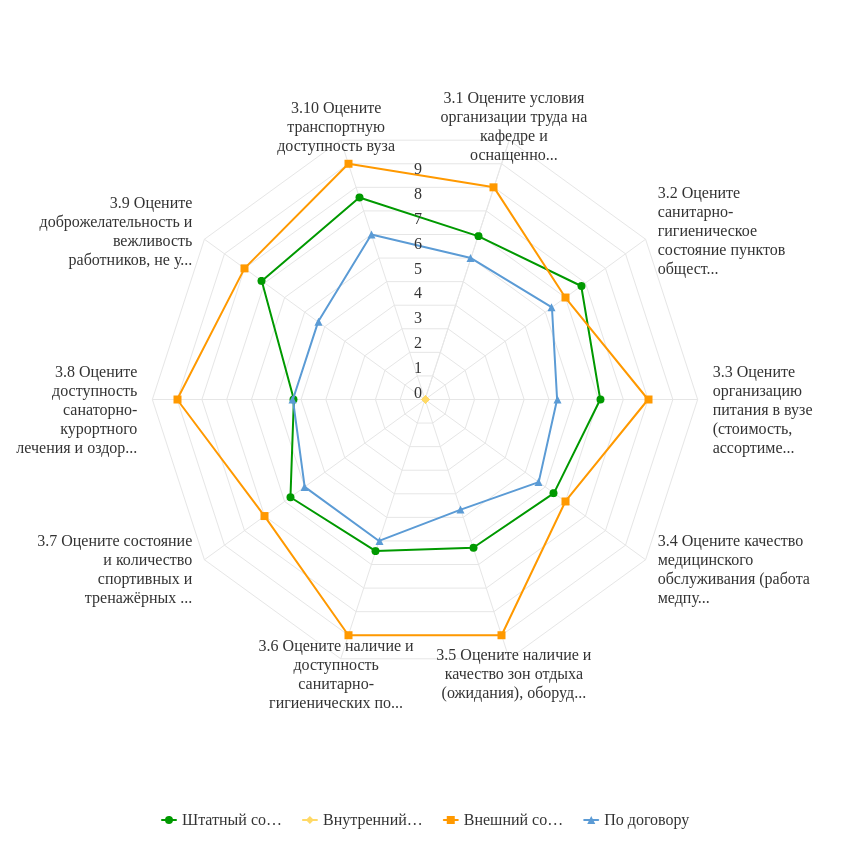 3.10 Оцените
транспортную
доступность вуза
3.1 Оцените условия
организации труда на
кафедре и
оснащенно...
3.2 Оцените
санитарно-
гигиеническое
состояние пунктов
общест...
3.3 Оцените
организацию
питания в вузе
(стоимость,
ассортиме...
3.4 Оцените качество
медицинского
обслуживания (работа
медпу...
3.5 Оцените наличие и
качество зон отдыха
(ожидания), оборуд...
3.6 Оцените наличие и
доступность
санитарно-
гигиенических по...
3.7 Оцените состояние
и количество
спортивных и
тренажёрных ...
3.8 Оцените
доступность
санаторно-
курортного
лечения и оздор...
3.9 Оцените
доброжелательность и
вежливость
работников, не у...
9
8
7
6
5
4
3
2
1
0
Штатный со…
Внутренний…
Внешний со…
По договору